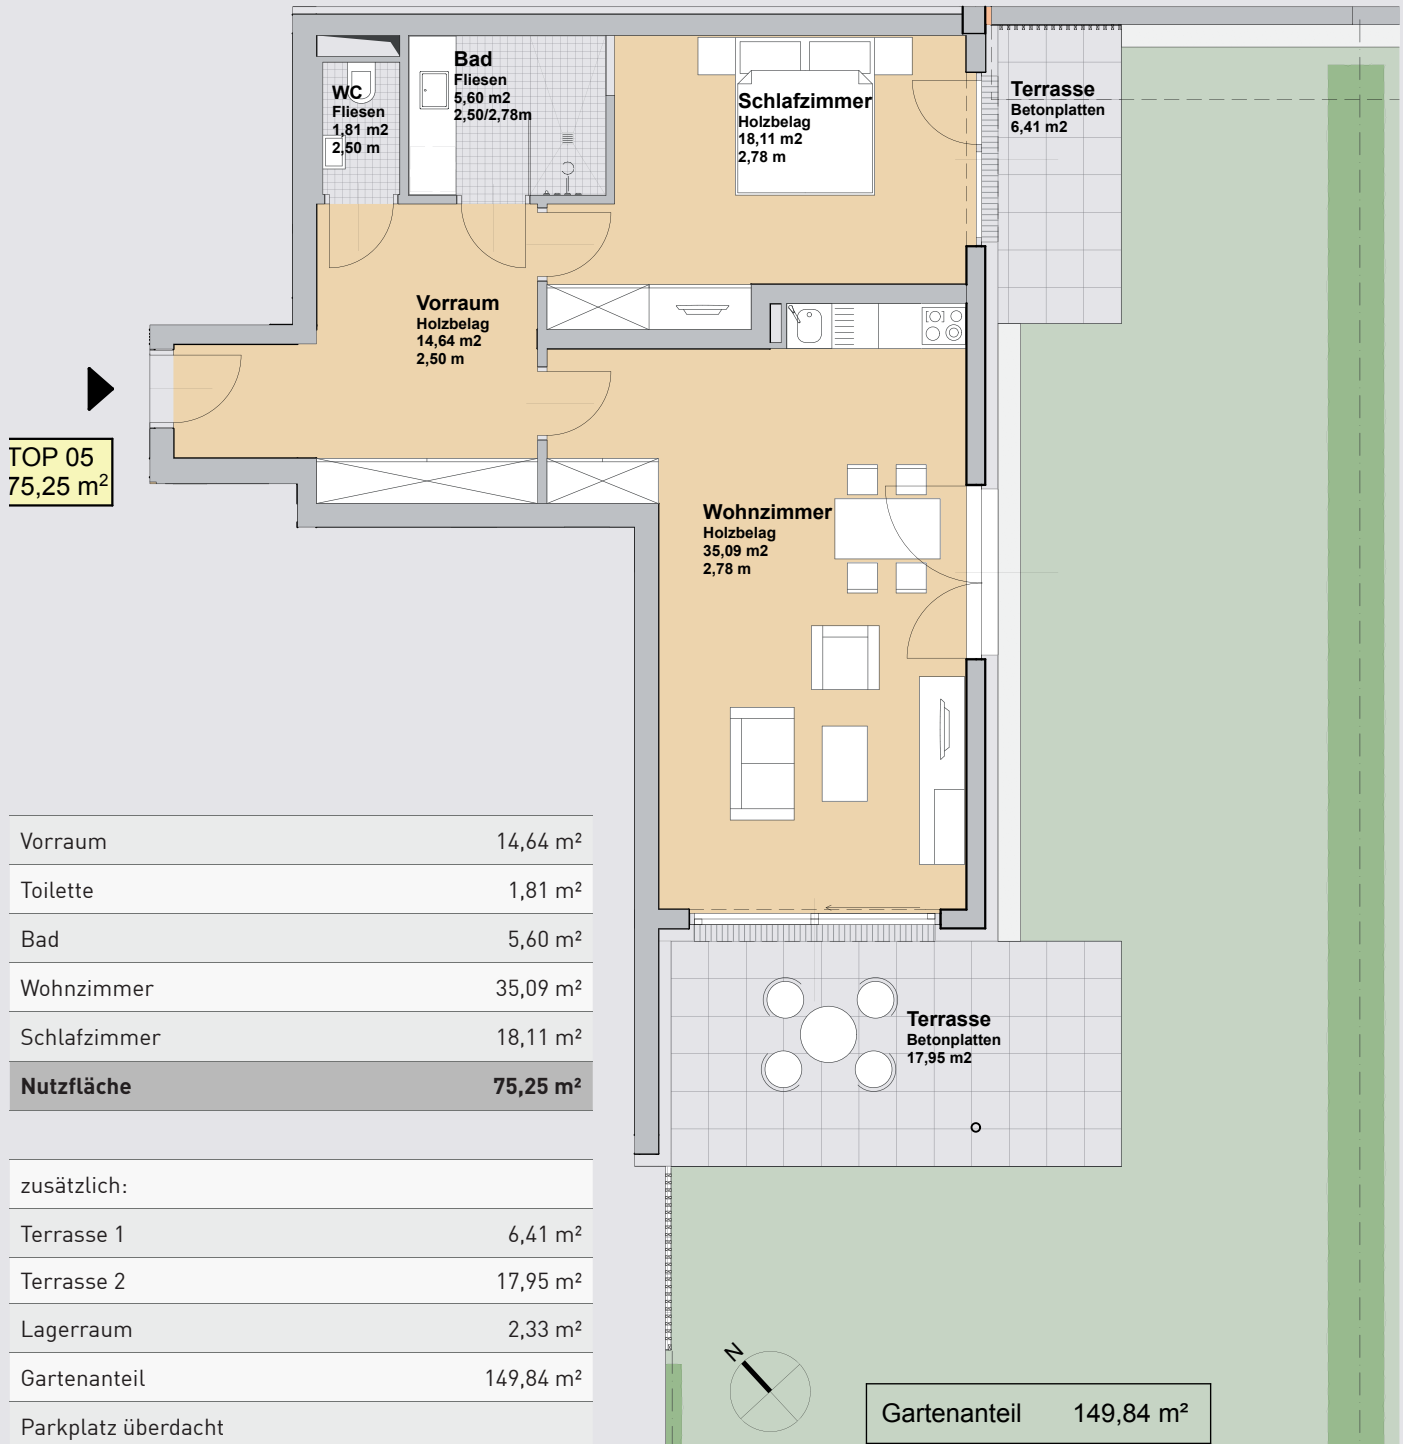 Bad
Fliesen
5,60 m2
2,50/2,78m
WC
Fliesen
1,81 m2
2,50 m
Schlafzimmer
Holzbelag
18,11 m2
2,78 m
Terrasse
Betonplatten
6,41 m2
Vorraum
Holzbelag
14,64 m2
2,50 m
TOP 05
75,25 m²
Wohnzimmer
Holzbelag
35,09 m2
2,78 m
Vorraum 14,64 m²
Toilette 1,81 m²
Bad 5,60 m²
Wohnzimmer 35,09 m²
Schlafzimmer 18,11 m²
Nutzfläche 75,25 m²
Terrasse
Betonplatten
17,95 m2
zusätzlich:
Terrasse 1 6,41 m²
Terrasse 2 17,95 m²
Lagerraum 2,33 m²
Gartenanteil 149,84 m²
Parkplatz überdacht
N
Gartenanteil 149,84 m²